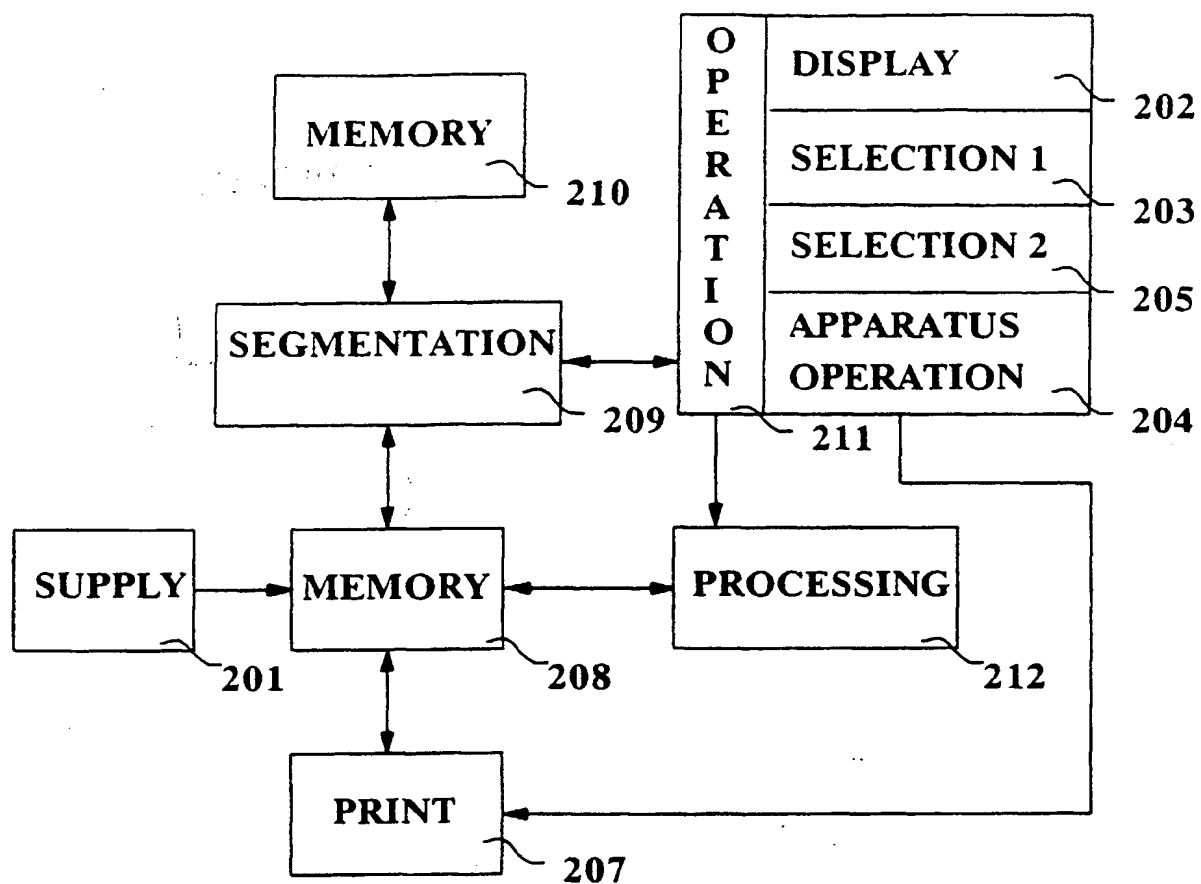 MEMORY
210
OPERATION
DISPLAY
202
SELECTION 1
203
SELECTION 2
205
APPARATUS
OPERATION
204
211
SEGMENTATION
209
SUPPLY
201
MEMORY
208
PROCESSING
212
PRINT
207